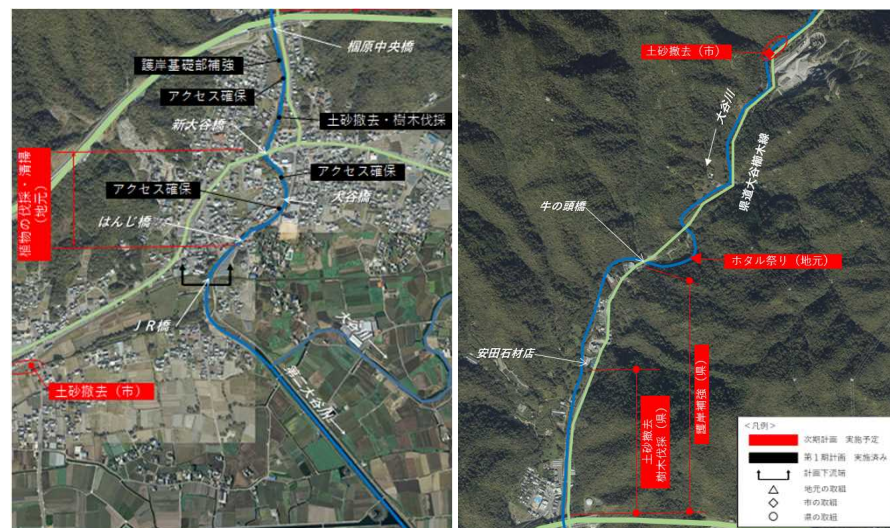 椢原中央橋
護岸基礎部補強
アクセス確保
土砂撤去・樹木伐採
新大谷橋
アクセス確保
アクセス確保
大谷橋
植物の伐採・清掃
(地元)
はんじ橋
JR橋
大谷川
第二大谷川
土砂撤去(市)
土砂撤去(市)
大谷川
県道大谷櫛木線
牛の頭橋
ホタル祭り(地元)
安田石材店
護岸補強(県)
土砂撤去
樹木伐採(県)
<凡例>
次期計画 実施予定
第1期計画 実施済み
計画下流端
地元の取組
市の取組
県の取組